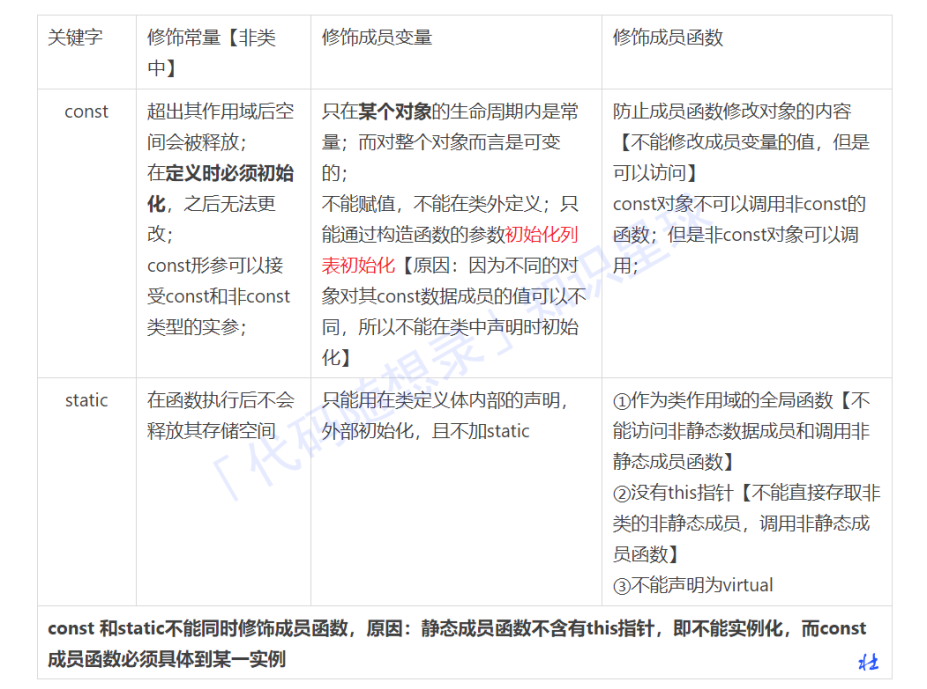 关键字
修饰常量【非类
中】
修饰成员变量
修饰成员函数
const
超出其作用域后空
间会被释放；
在定义时必须初始
化，之后无法更
改；
const形参可以接
受const和非const
类型的实参；
只在某个对象的生命周期内是常
量；而对整个对象而言是可变
的；
不能赋值，不能在类外定义；只
能通过构造函数的参数初始化列
表初始化【原因：因为不同的对
象对其const数据成员的值可以不
同，所以不能在类中声明时初始
化】
防止成员函数修改对象的内容
【不能修改成员变量的值，但是
可以访问】
const对象不可以调用非const的
函数；但是非const对象可以调
用；
static
在函数执行后不会
释放其存储空间
只能用在类定义体内部的声明，
外部初始化，且不加static
①作为类作用域的全局函数【不
能访问非静态数据成员和调用非
静态成员函数】
②没有this指针【不能直接存取非
类的非静态成员，调用非静态成
员函数】
③不能声明为virtual
const 和static不能同时修饰成员函数，原因：静态成员函数不含有this指针，即不能实例化，而const
成员函数必须具体到某一实例
「代码随想录」知识星球